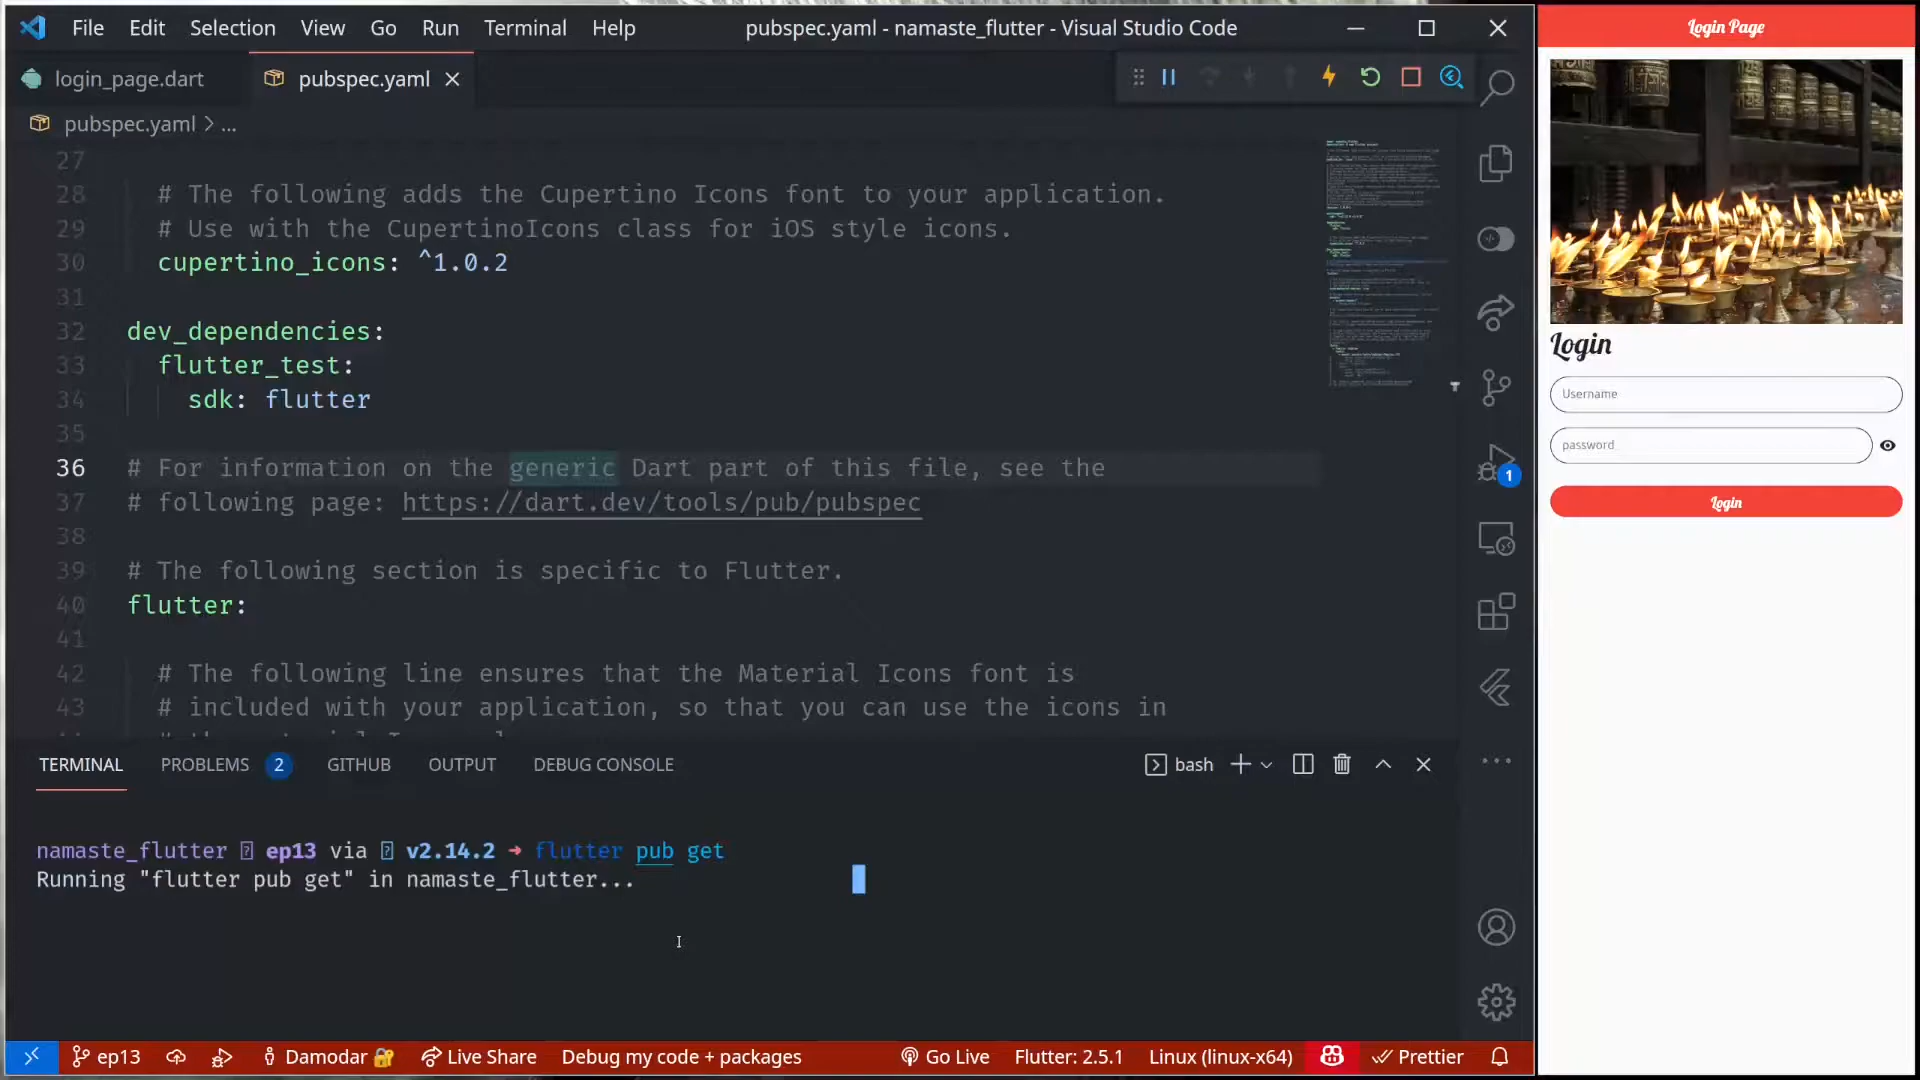 File Edit Selection View Go Run Terminal Help
pubspec.yaml - namaste_flutter - Visual Studio Code
login_page.dart
pubspec.yaml
pubspec.yaml > ...
27
28 # The following adds the Cupertino Icons font to your application.
29 # Use with the CupertinoIcons class for iOS style icons.
30 cupertino_icons: ^1.0.2
31
32 dev_dependencies:
33 flutter_test:
34 sdk: flutter
35
36 # For information on the generic Dart part of this file, see the
37 # following page: https://dart.dev/tools/pub/pubspec
38
39 # The following section is specific to Flutter.
40 flutter:
41
42 # The following line ensures that the Material Icons font is
43 # included with your application, so that you can use the icons in
1
TERMINAL PROBLEMS 2 GITHUB OUTPUT DEBUG CONSOLE
bash
namaste_flutter ep13 via v2.14.2 ➜ flutter pub get
Running "flutter pub get" in namaste_flutter...
ep13 Damodar Live Share Debug my code + packages Go Live Flutter: 2.5.1 Linux (linux-x64) Prettier
Login Page
Login
Username
password
Login